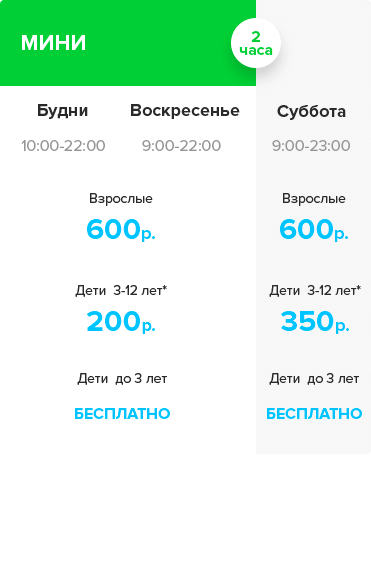 МИНИ
2
часа
Будни Воскресенье Суббота
10:00-22:00 9:00-22:00 9:00-23:00
Взрослые Взрослые
600р. 600р.
Дети 3-12 лет* Дети 3-12 лет*
200р. 350р.
Дети до 3 лет Дети до 3 лет
БЕСПЛАТНО БЕСПЛАТНО